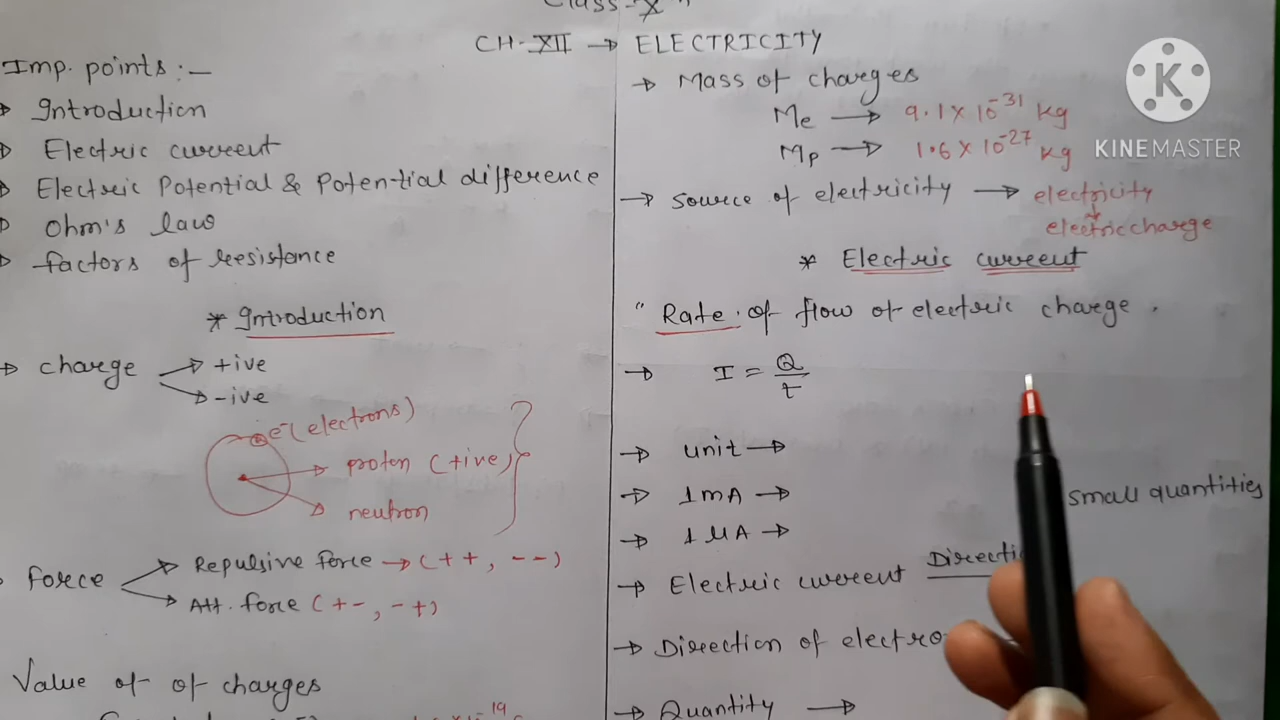 Class-X
CH-XII → ELECTRICITY
Imp. points :-
Introduction
Electric current
Electric Potential & Potential difference
Ohm's law
factors of resistance
* Introduction
→ charge → +ive
→ -ive
e- (electrons)
proton (+ive)
neutron
force → Repulsive force → (++, --)
→ Att. force (+-, -+)
Value of of charges
-19
→ Mass of charges
Me → 9.1 × 10-31 kg
Mp → 1.6 × 10-27 kg
→ Source of electricity → electricity
electric charge
* Electric current
" Rate of flow of electric charge .
→ I = Q/t
→ unit →
→ 1mA →
→ 1μA →
small quantities
→ Electric current Directi
→ Direction of electro
→ Quantity →
K
KINEMASTER